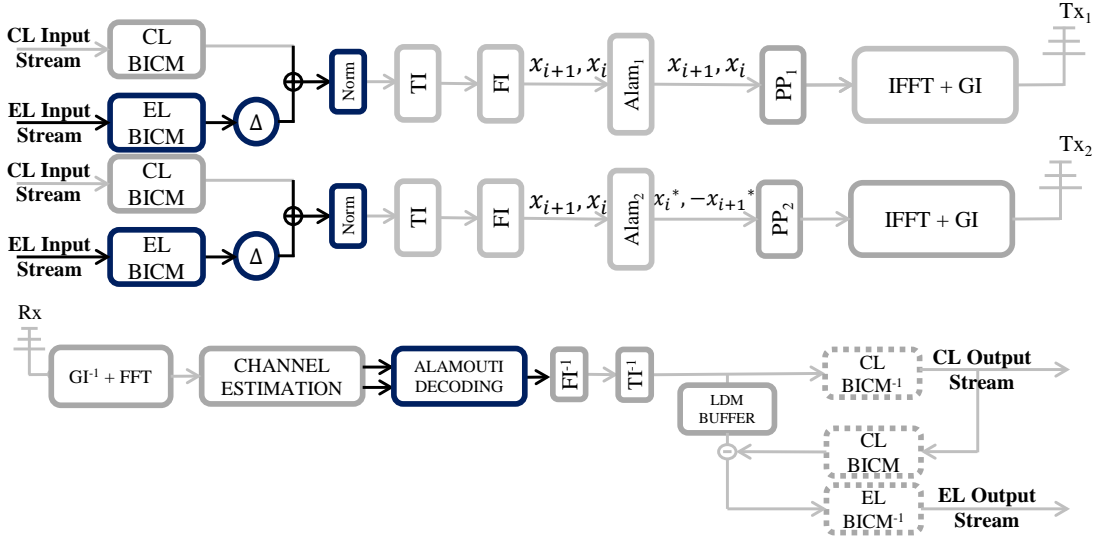 CL Input Stream
CL BICM
Norm
TI
FI
𝑥ᵢ₊₁, 𝑥ᵢ
Alam₁
𝑥ᵢ₊₁, 𝑥ᵢ
PP₁
IFFT + GI
Tx₁
EL Input Stream
EL BICM
Δ
CL Input Stream
CL BICM
Norm
TI
FI
𝑥ᵢ₊₁, 𝑥ᵢ
Alam₂
𝑥ᵢ*, −𝑥ᵢ₊₁*
PP₂
IFFT + GI
Tx₂
EL Input Stream
EL BICM
Δ
Rx
GI⁻¹ + FFT
CHANNEL ESTIMATION
ALAMOUTI DECODING
FI⁻¹
TI⁻¹
LDM BUFFER
CL BICM⁻¹
CL Output Stream
CL BICM
EL BICM⁻¹
EL Output Stream